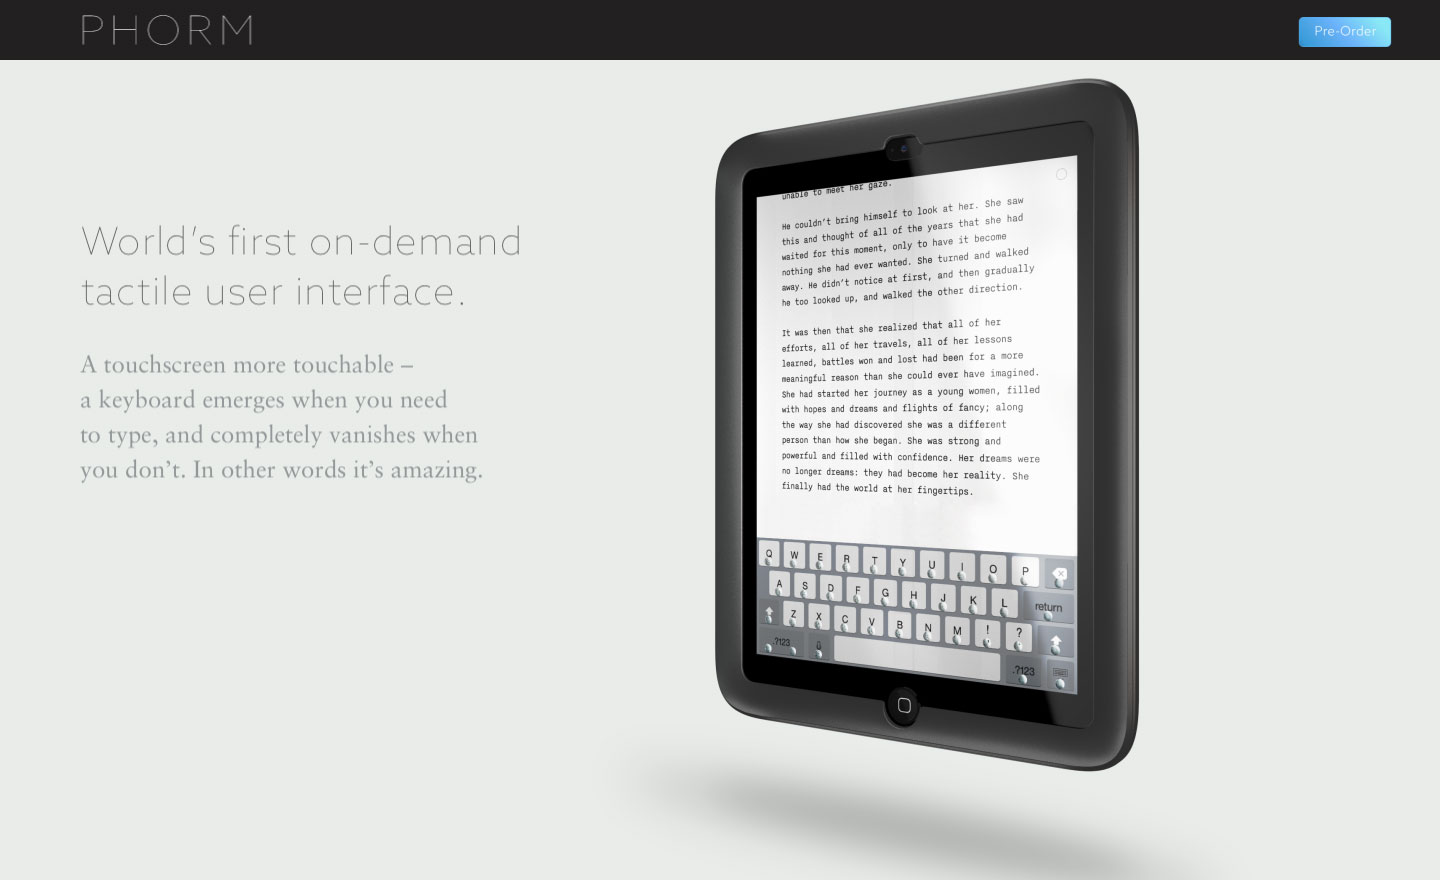 PHORM
Pre-Order
World's first on-demand
tactile user interface.
A touchscreen more touchable –
a keyboard emerges when you need
to type, and completely vanishes when
you don't. In other words it's amazing.
unable to meet her gaze.
He couldn't bring himself to look at her. She saw
this and thought of all of the years that she had
waited for this moment, only to have it become
nothing she had ever wanted. She turned and walked
away. He didn't notice at first, and then gradually
he too looked up, and walked the other direction.
It was then that she realized that all of her
efforts, all of her travels, all of her lessons
learned, battles won and lost had been for a more
meaningful reason than she could ever have imagined.
She had started her journey as a young women, filled
with hopes and dreams and flights of fancy; along
the way she had discovered she was a different
person than how she began. She was strong and
powerful and filled with confidence. Her dreams were
no longer dreams: they had become her reality. She
finally had the world at her fingertips.
Q W E R T Y U I O P
A S D F G H J K L return
Z X C V B N M ! ?
.?123 .?123